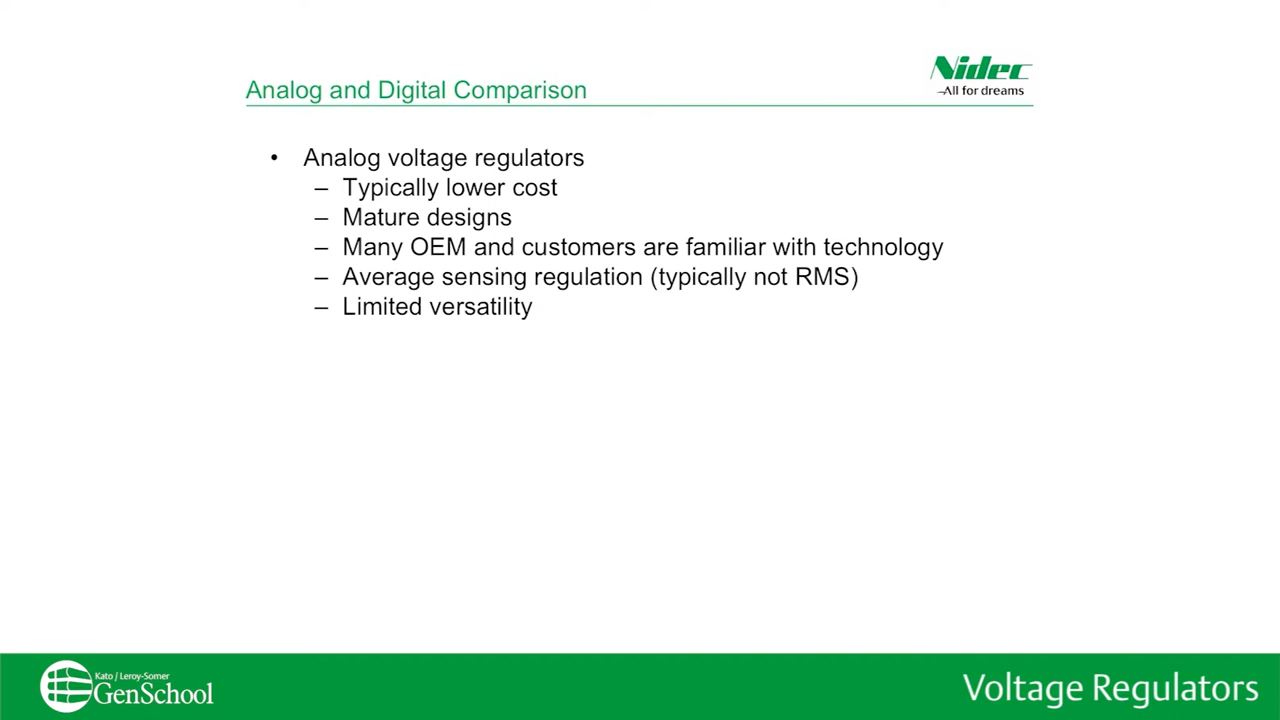 Nidec
All for dreams
Analog and Digital Comparison
• Analog voltage regulators
– Typically lower cost
– Mature designs
– Many OEM and customers are familiar with technology
– Average sensing regulation (typically not RMS)
– Limited versatility
Kato / Leroy-Somer
GenSchool
Voltage Regulators